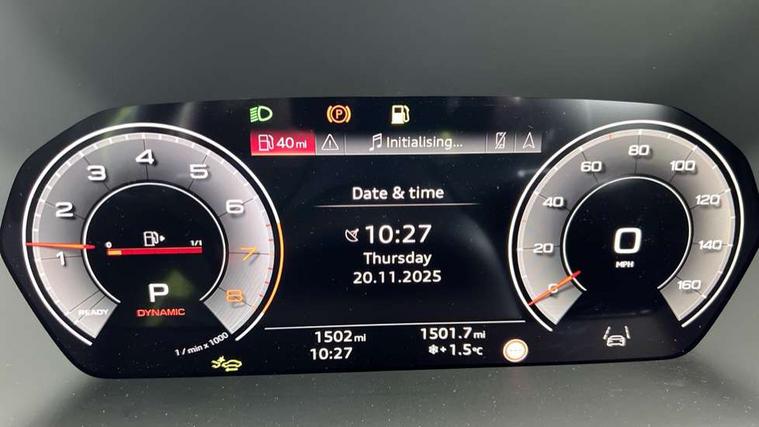 40 mi
Initialising...
Date & time
10:27
Thursday
20.11.2025
1502 mi
1501.7 mi
10:27
+1.5°C
READY 1 2 3 4 5 6 7 8
0 1/1
P
DYNAMIC
1 / min x 1000
0 20 40 60 80 100 120 140 160
0
MPH